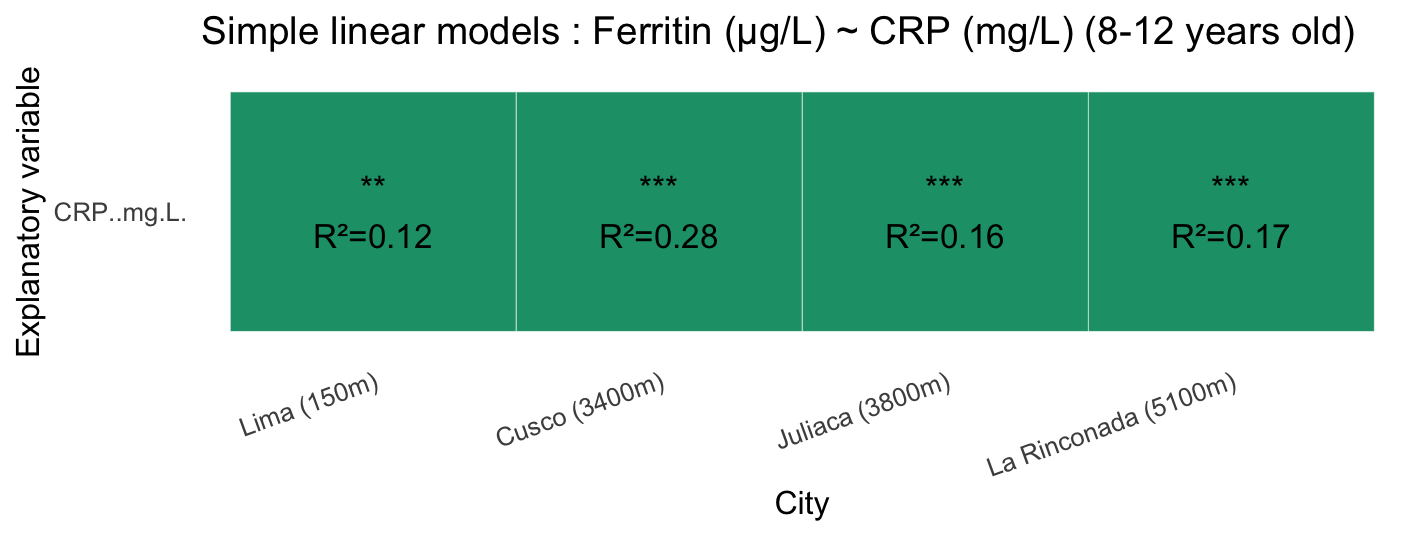 Simple linear models : Ferritin (µg/L) ~ CRP (mg/L) (8-12 years old)
Explanatory variable
CRP..mg.L.
**
R²=0.12
***
R²=0.28
***
R²=0.16
***
R²=0.17
Lima (150m)
Cusco (3400m)
Juliaca (3800m)
La Rinconada (5100m)
City